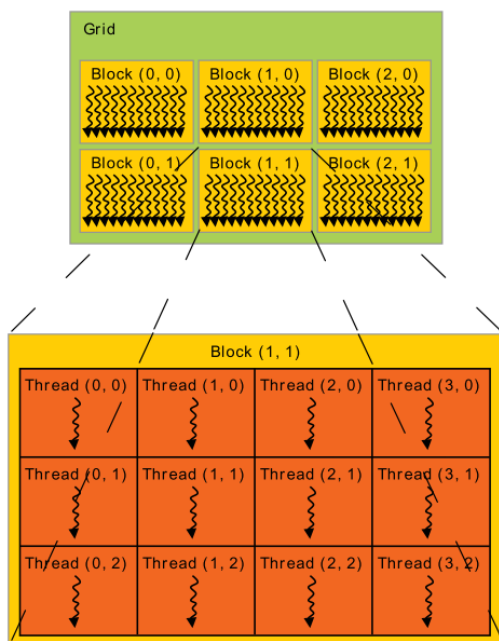 Grid
Block (0, 0) Block (1, 0) Block (2, 0)
Block (0, 1) Block (1, 1) Block (2, 1)
Block (1, 1)
Thread (0, 0) Thread (1, 0) Thread (2, 0) Thread (3, 0)
Thread (0, 1) Thread (1, 1) Thread (2, 1) Thread (3, 1)
Thread (0, 2) Thread (1, 2) Thread (2, 2) Thread (3, 2)